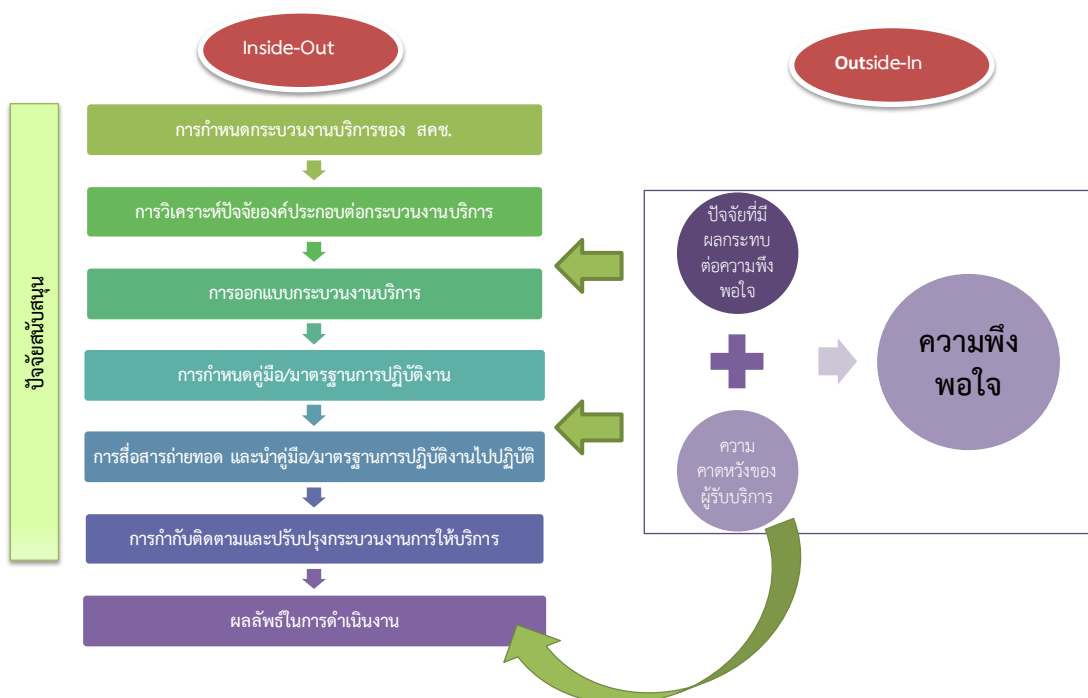 Inside-Out
Outside-In
ปัจจัยสนับสนุน
การกำหนดกระบวนงานบริการของ สคช.
การวิเคราะห์ปัจจัยองค์ประกอบต่อกระบวนงานบริการ
การออกแบบกระบวนงานบริการ
การกำหนดคู่มือ/มาตรฐานการปฏิบัติงาน
การสื่อสารถ่ายทอด และนำคู่มือ/มาตรฐานการปฏิบัติงานไปปฏิบัติ
การกำกับติดตามและปรับปรุงกระบวนงานการให้บริการ
ผลลัพธ์ในการดำเนินงาน
ปัจจัยที่มี
ผลกระทบ
ต่อความพึง
พอใจ
ความ
คาดหวังของ
ผู้รับบริการ
ความพึง
พอใจ